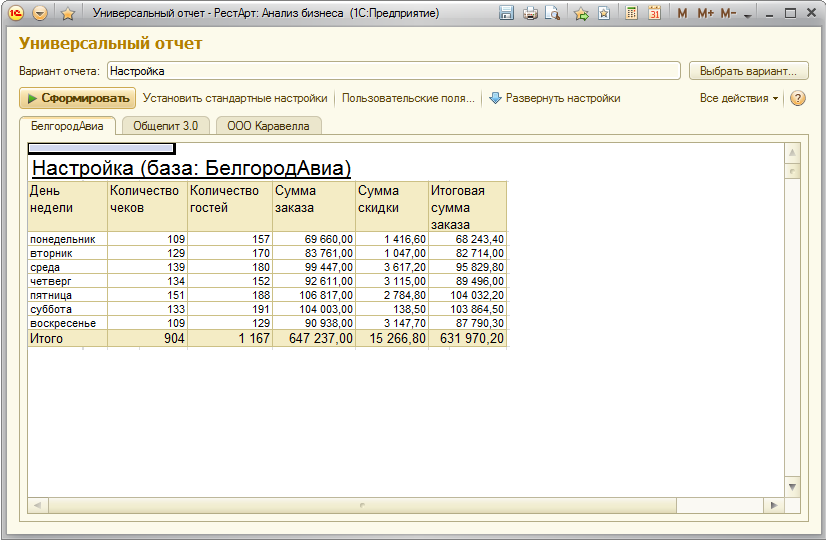 Универсальный отчет - РестАрт: Анализ бизнеса (1С:Предприятие)
M M+ M-
Универсальный отчет
Вариант отчета: Настройка Выбрать вариант...
Сформировать Установить стандартные настройки Пользовательские поля... Развернуть настройки Все действия ?
БелгородАвиа Общепит 3.0 ООО Каравелла
Настройка (база: БелгородАвиа)
День Количество Количество Сумма Сумма Итоговая
недели чеков гостей заказа скидки сумма
заказа
понедельник 109 157 69 660,00 1 416,60 68 243,40
вторник 129 170 83 761,00 1 047,00 82 714,00
среда 139 180 99 447,00 3 617,20 95 829,80
четверг 134 152 92 611,00 3 115,00 89 496,00
пятница 151 188 106 817,00 2 784,80 104 032,20
суббота 133 191 104 003,00 138,50 103 864,50
воскресенье 109 129 90 938,00 3 147,70 87 790,30
Итого 904 1 167 647 237,00 15 266,80 631 970,20